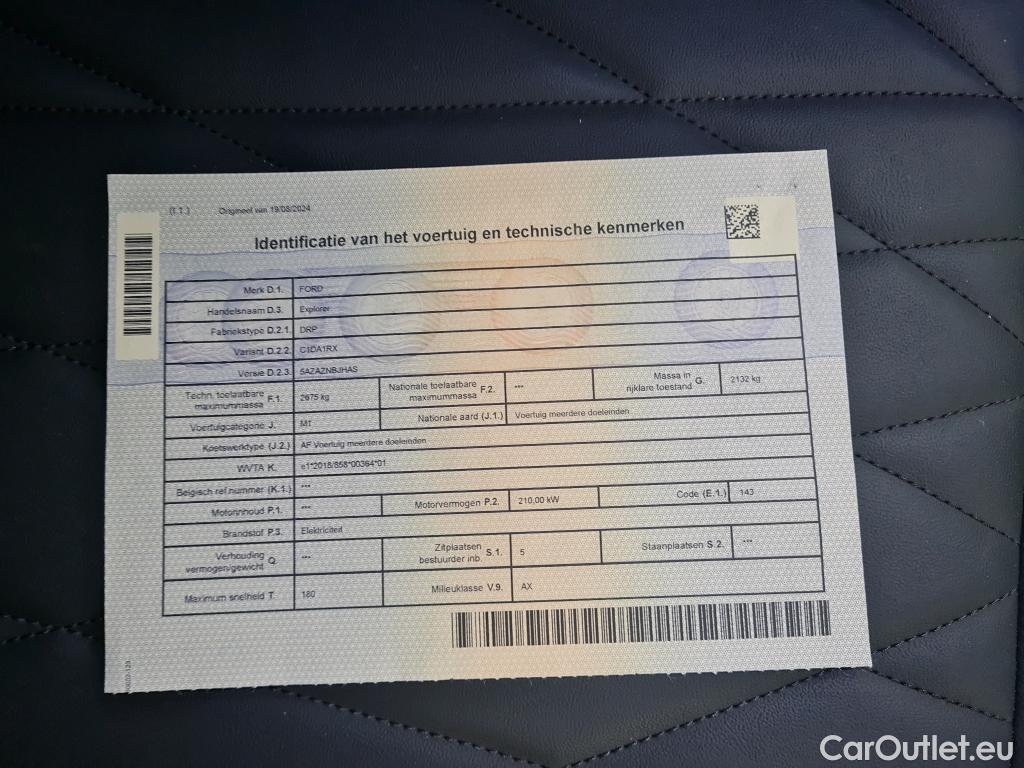 (I.1.) Origineel van 19/08/2024
Identificatie van het voertuig en technische kenmerken
Merk D.1. FORD
Handelsnaam D.3. Explorer
Fabriekstype D.2.1. DRP
Variant D.2.2. C1DA1RX
Versie D.2.3. 5AZAZNBJHAS
Techn. toelaatbare maximummassa F.1. 2675 kg Nationale toelaatbare maximummassa F.2. --- Massa in rijklare toestand G. 2132 kg
Voertuigcategorie J. M1 Nationale aard (J.1.) Voertuig meerdere doeleinden
Koetswerktype (J.2.) AF Voertuig meerdere doeleinden
WVTA K. e1*2018/858*00364*01
Belgisch ref.nummer (K.1.) ---
Motorinhoud P.1. --- Motorvermogen P.2. 210,00 kW Code (E.1.) 143
Brandstof P.3. Elektriciteit
Verhouding vermogen/gewicht Q. --- Zitplaatsen bestuurder inb. S.1. 5 Staanplaatsen S.2. ---
Maximum snelheid T. 180 Milieuklasse V.9. AX
CarOutlet.eu